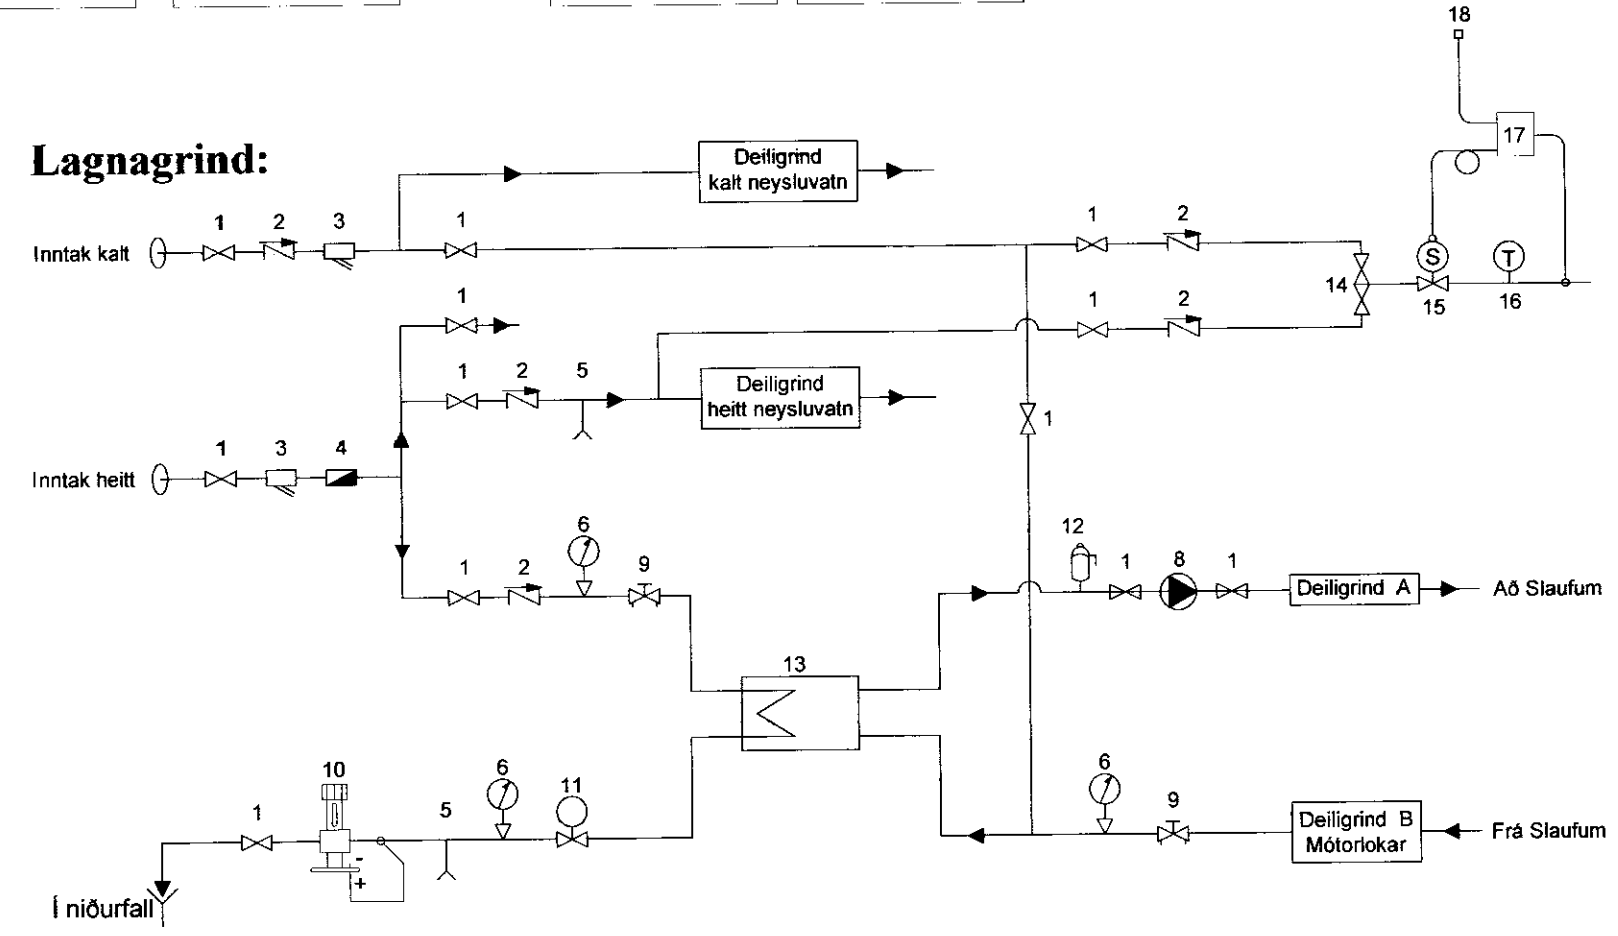 18
17
Lagnagrind:
Deiligrind
kalt neysluvatn
1 2 3 1 1 2
Inntak kalt
S T
14 15 16
1 1 2
1 2 5
Deiligrind
heitt neysluvatn
1
1 3 4
Inntak heitt
6
1 2 9
12 1 8 1
Deiligrind A
Að Slaufum
13
10 6 11
1 5
- +
6 9
Deiligrind B
Mótorlokar
Frá Slaufum
Í niðurfall